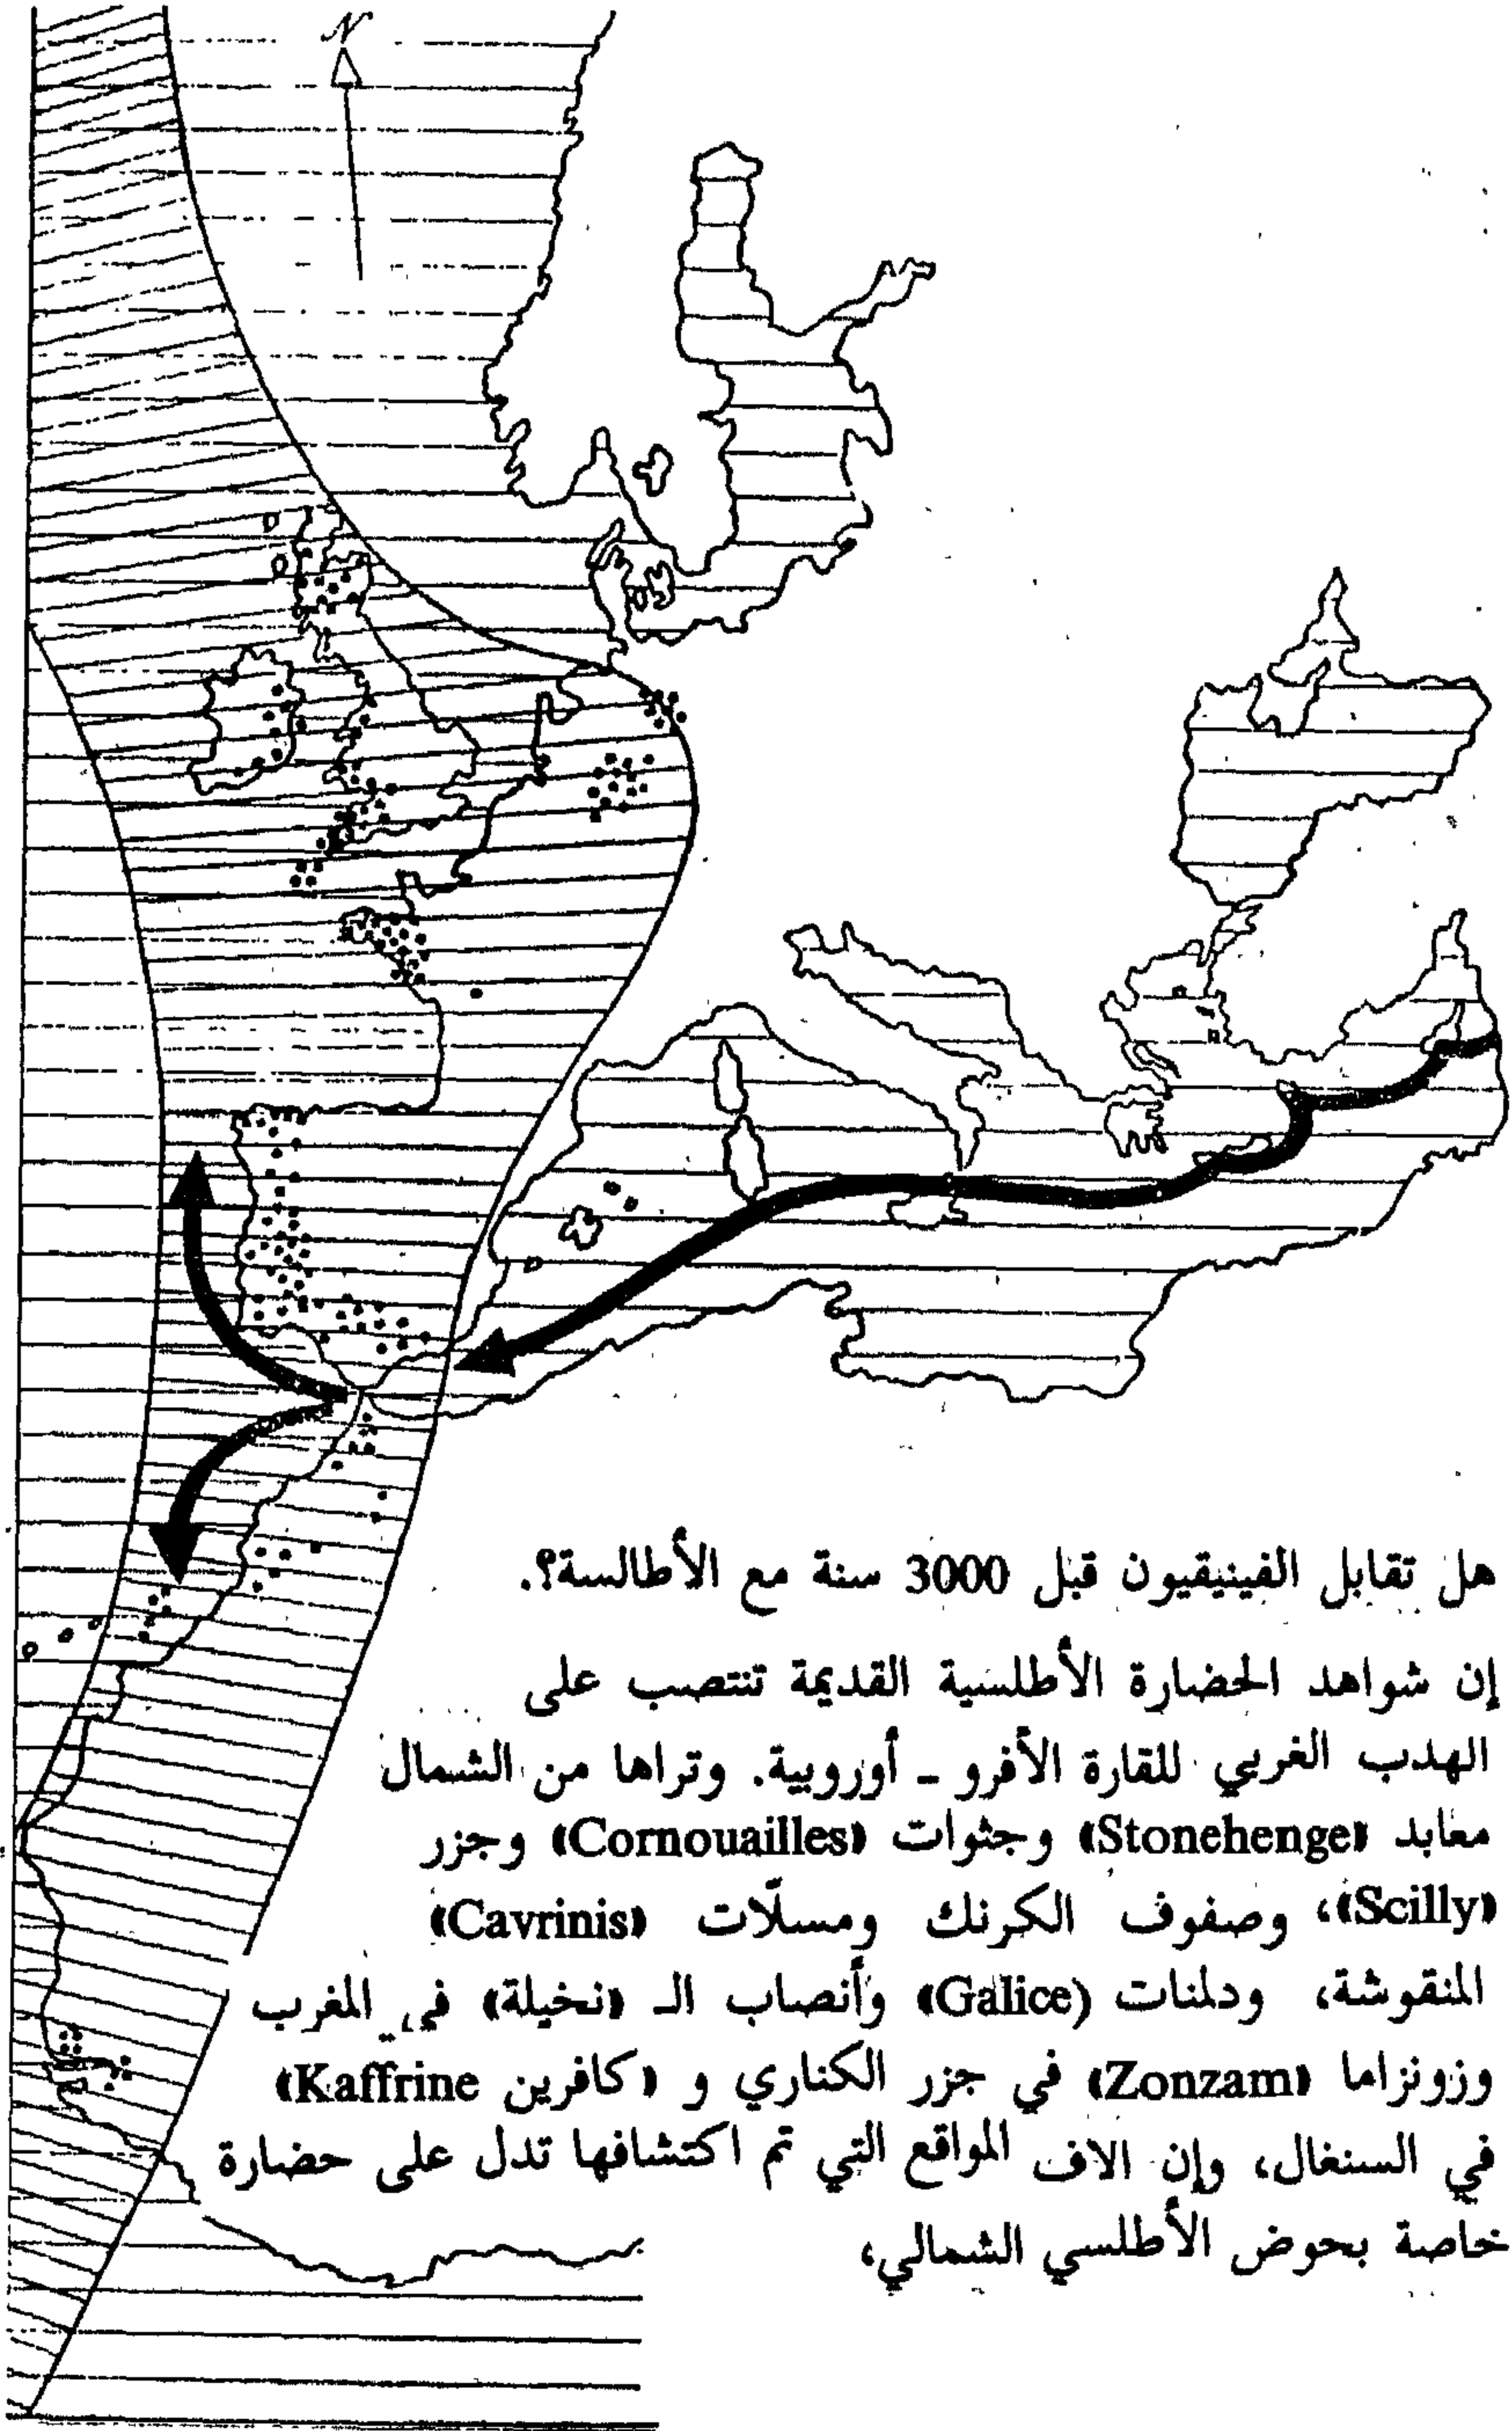 N
هل تقابل الفينيقيون قبل 3000 سنة مع الأطالسة؟.
إن شواهد الحضارة الأطلسية القديمة تنتصب على
الهدب الغربي للقارة الأفرو - أوروبية. وتراها من الشمال
معابد «Stonehenge» وجثوات «Cornouailles» وجزر
«Scilly»، وصفوف الكرنك ومسلّات «Cavrinis»
المنقوشة، ودلمنات (Galice» وأنصاب الـ «نخيلة» في المغرب
وزونزاما «Zonzam» في جزر الكناري و «كافرين Kaffrine»
في السنغال، وإن الاف المواقع التي تم اكتشافها تدل على حضارة
خاصة بحوض الأطلسي الشمالي،